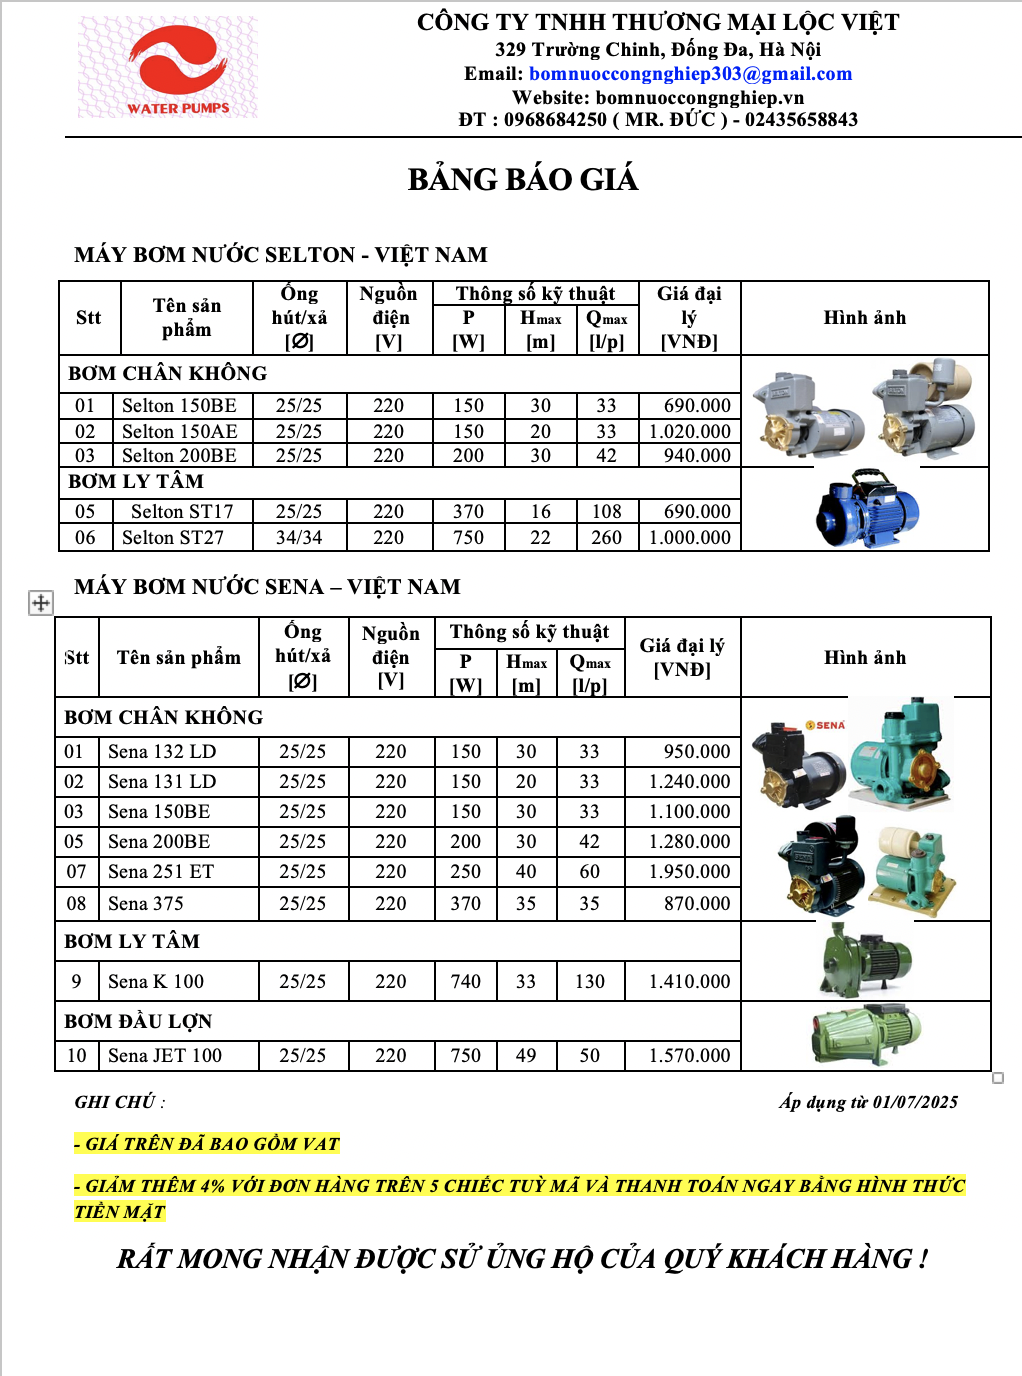 CÔNG TY TNHH THƯƠNG MẠI LỘC VIỆT
329 Trường Chinh, Đống Đa, Hà Nội
Email: bomnuoccongnghiep303@gmail.com
Website: bomnuoccongnghiep.vn
ĐT : 0968684250 ( MR. ĐỨC ) - 02435658843
WATER PUMPS
BẢNG BÁO GIÁ
MÁY BƠM NƯỚC SELTON - VIỆT NAM
Stt Tên sản phẩm Ống hút/xả [Ø] Nguồn điện [V] Thông số kỹ thuật Giá đại lý [VNĐ] Hình ảnh
P [W] Hmax [m] Qmax [l/p]
BƠM CHÂN KHÔNG
01 Selton 150BE 25/25 220 150 30 33 690.000
02 Selton 150AE 25/25 220 150 20 33 1.020.000
03 Selton 200BE 25/25 220 200 30 42 940.000
BƠM LY TÂM
05 Selton ST17 25/25 220 370 16 108 690.000
06 Selton ST27 34/34 220 750 22 260 1.000.000
MÁY BƠM NƯỚC SENA – VIỆT NAM
Stt Tên sản phẩm Ống hút/xả [Ø] Nguồn điện [V] Thông số kỹ thuật Giá đại lý [VNĐ] Hình ảnh
P [W] Hmax [m] Qmax [l/p]
BƠM CHÂN KHÔNG
SENA
01 Sena 132 LD 25/25 220 150 30 33 950.000
02 Sena 131 LD 25/25 220 150 20 33 1.240.000
03 Sena 150BE 25/25 220 150 30 33 1.100.000
05 Sena 200BE 25/25 220 200 30 42 1.280.000
07 Sena 251 ET 25/25 220 250 40 60 1.950.000
08 Sena 375 25/25 220 370 35 35 870.000
BƠM LY TÂM
9 Sena K 100 25/25 220 740 33 130 1.410.000
BƠM ĐẦU LỢN
10 Sena JET 100 25/25 220 750 49 50 1.570.000
GHI CHÚ : Áp dụng từ 01/07/2025
- GIÁ TRÊN ĐÃ BAO GỒM VAT
- GIẢM THÊM 4% VỚI ĐƠN HÀNG TRÊN 5 CHIẾC TUỲ MÃ VÀ THANH TOÁN NGAY BẰNG HÌNH THỨC
TIỀN MẶT
RẤT MONG NHẬN ĐƯỢC SỬ ỦNG HỘ CỦA QUÝ KHÁCH HÀNG !